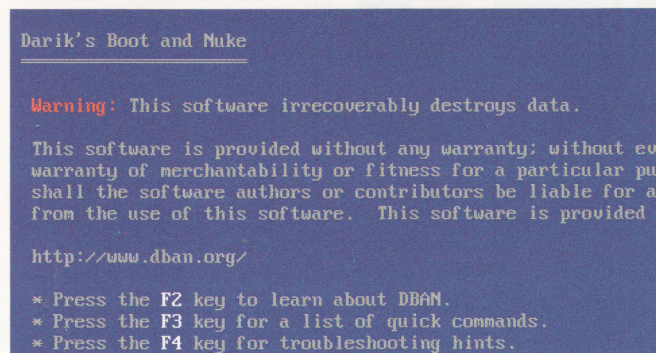 Darik's Boot and Nuke
Warning: This software irrecoverably destroys data.
This software is provided without any warranty; without ev
warranty of merchantability or fitness for a particular pu
shall the software authors or contributors be liable for a
from the use of this software. This software is provided
http://www.dban.org/
* Press the F2 key to learn about DBAN.
* Press the F3 key for a list of quick commands.
* Press the F4 key for troubleshooting hints.